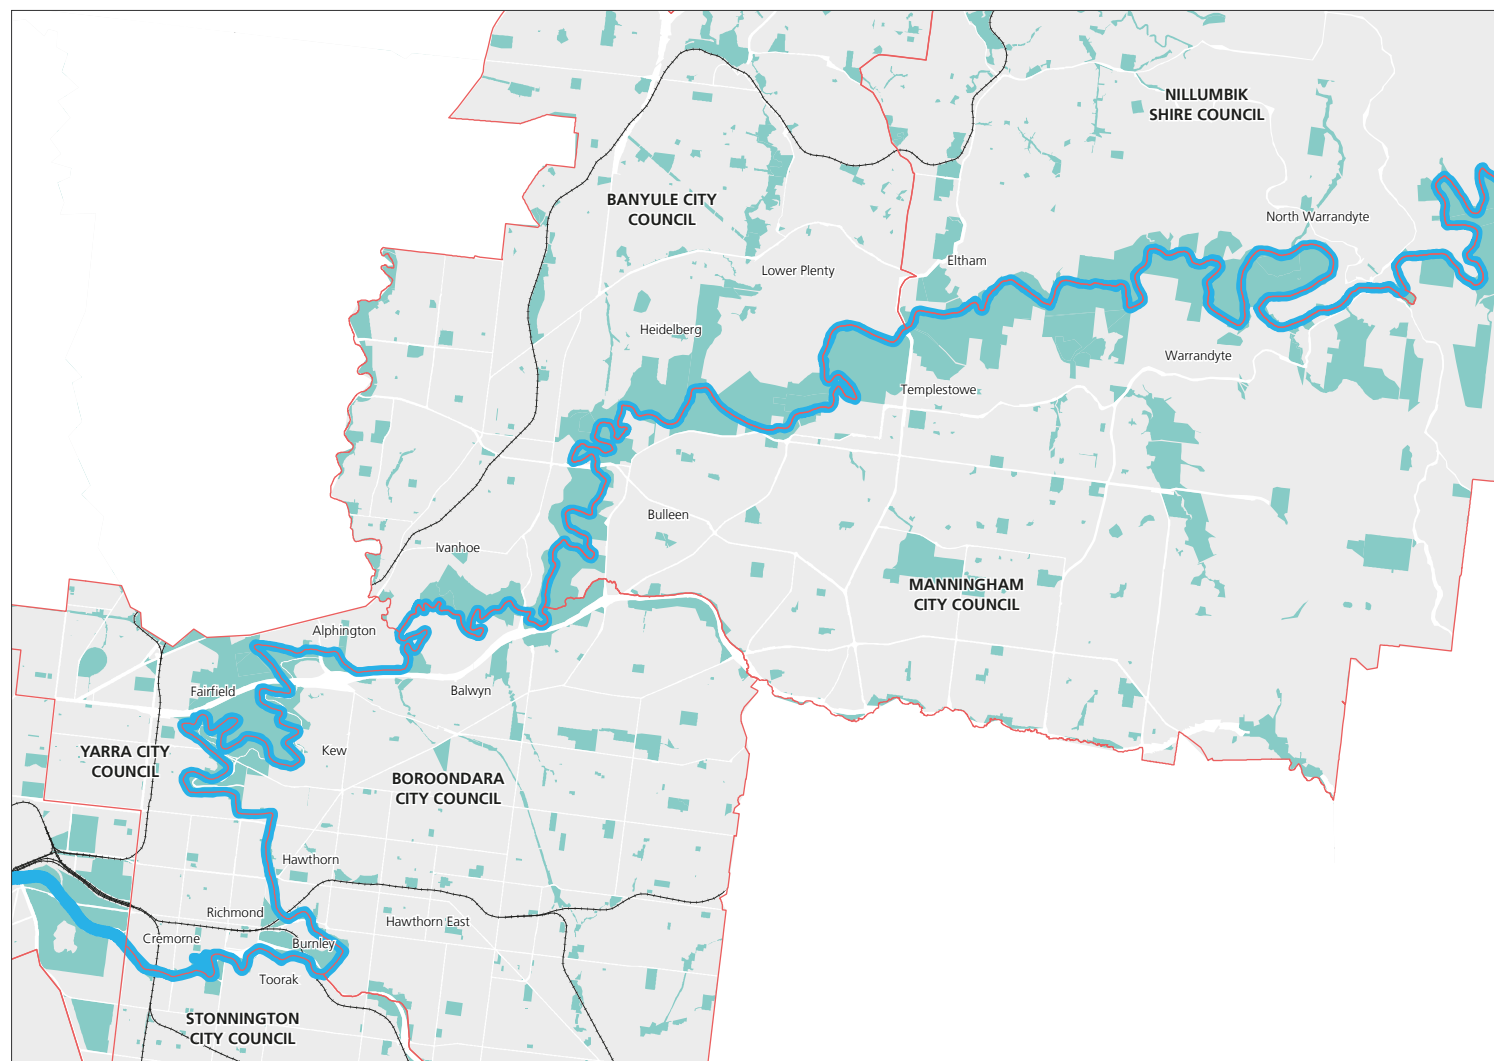 NILLUMBIK
SHIRE COUNCIL
BANYULE CITY
COUNCIL
North Warrandyte
Eltham
Lower Plenty
Heidelberg
Warrandyte
Templestowe
Bulleen
Ivanhoe
MANNINGHAM
CITY COUNCIL
Alphington
Fairfield
Balwyn
Kew
YARRA CITY
COUNCIL
BOROONDARA
CITY COUNCIL
Hawthorn
Richmond
Hawthorn East
Cremorne
Burnley
Toorak
STONNINGTON
CITY COUNCIL